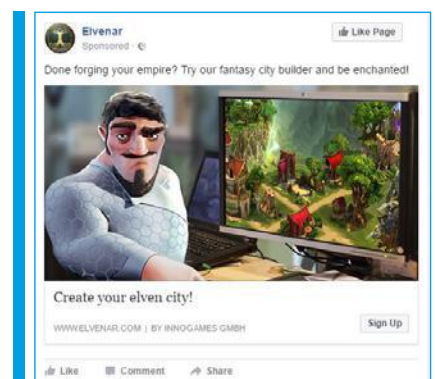 Elvenar
Like Page
Sponsored ·
Done forging your empire? Try our fantasy city builder and be enchanted!
Create your elven city!
WWW.ELVENAR.COM | BY INNOGAMES GMBH
Sign Up
Like Comment Share